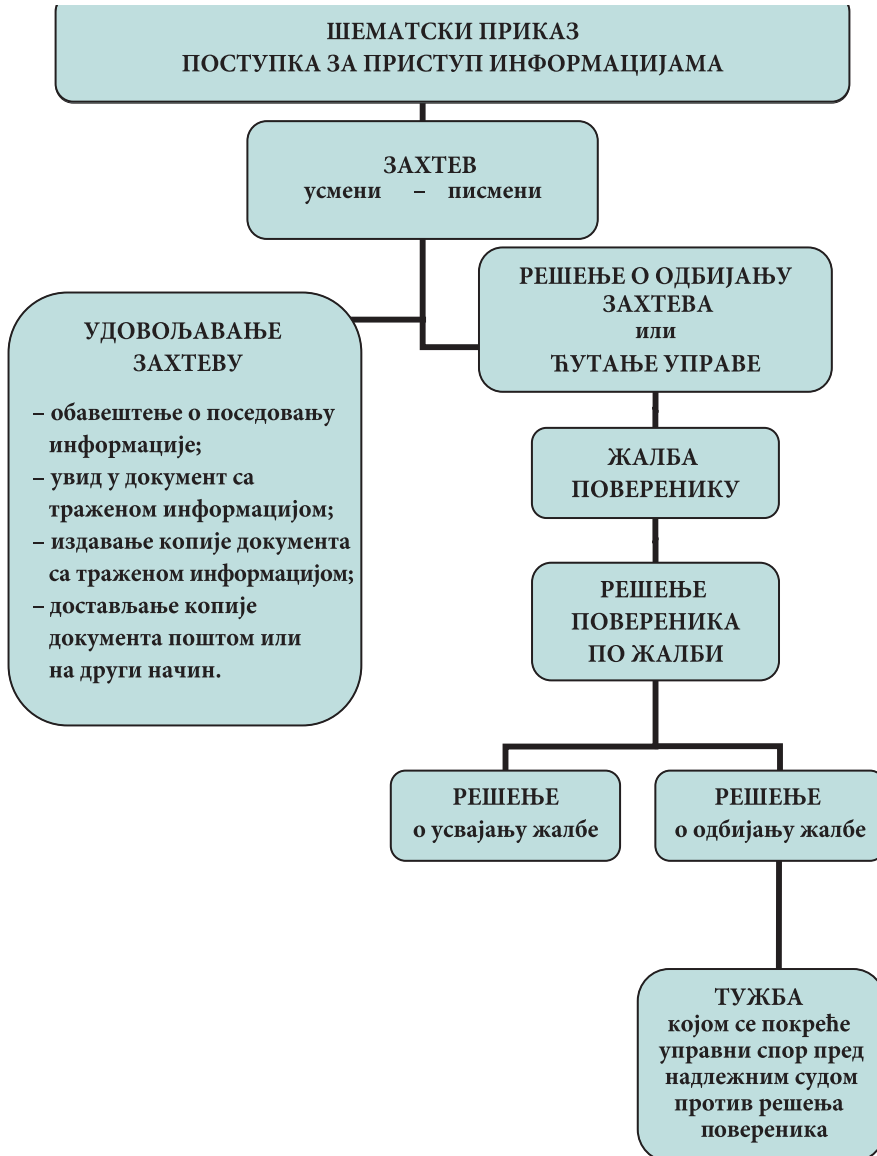 ШЕМАТСКИ ПРИКАЗ
ПОСТУПКА ЗА ПРИСТУП ИНФОРМАЦИЈАМА
ЗАХТЕВ
усмени – писмени
РЕШЕЊЕ О ОДБИЈАЊУ
ЗАХТЕВА
или
ЋУТАЊЕ УПРАВЕ
УДОВОЉАВАЊЕ
ЗАХТЕВУ
– обавештење о поседовању
информације;
– увид у документ са
траженом информацијом;
– издавање копије документа
са траженом информацијом;
– достављање копије
документа поштом или
на други начин.
ЖАЛБА
ПОВЕРЕНИКУ
РЕШЕЊЕ
ПОВЕРЕНИКА
ПО ЖАЛБИ
РЕШЕЊЕ
о усвајању жалбе
РЕШЕЊЕ
о одбијању жалбе
ТУЖБА
којом се покреће
управни спор пред
надлежним судом
против решења
повереника